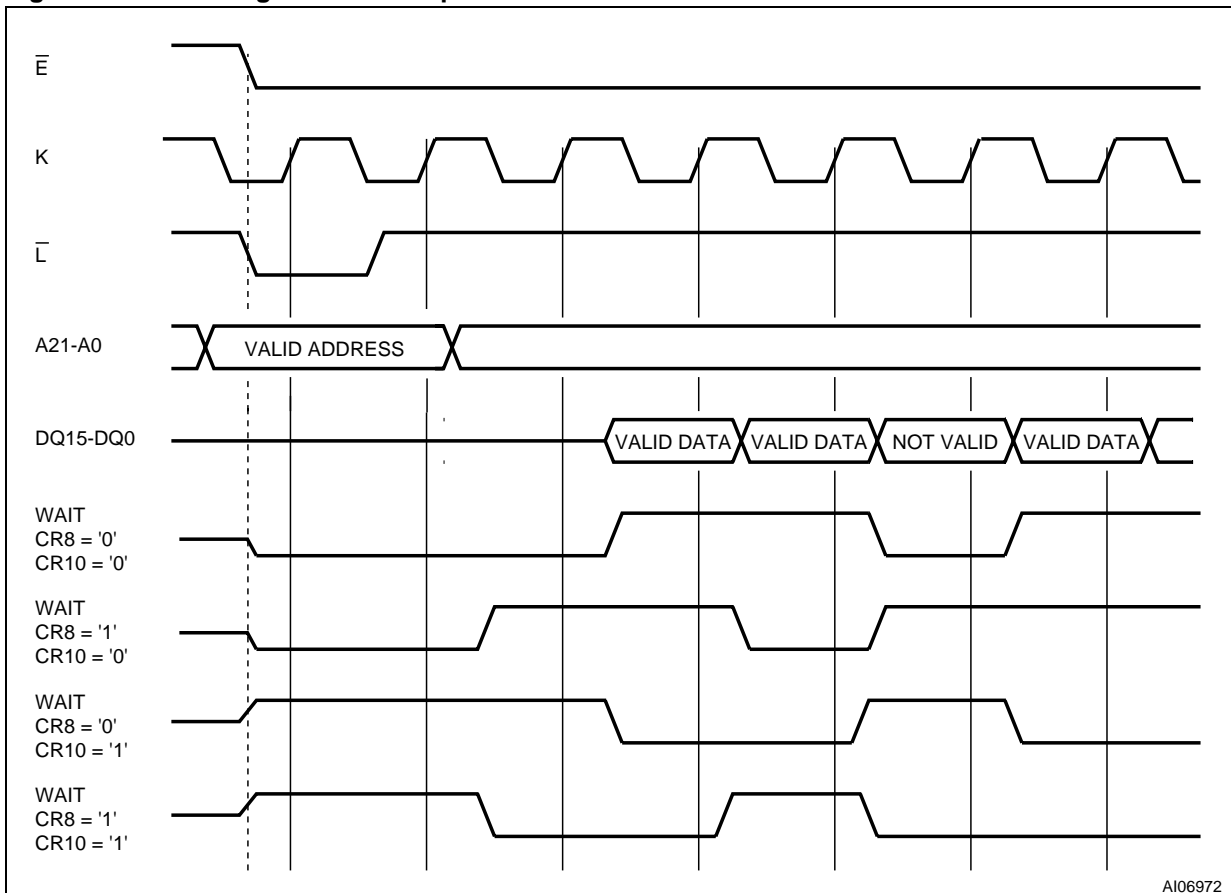 E
K
L
A21-A0
VALID ADDRESS
DQ15-DQ0
VALID DATA VALID DATA NOT VALID VALID DATA
WAIT
CR8 = '0'
CR10 = '0'
WAIT
CR8 = '1'
CR10 = '0'
WAIT
CR8 = '0'
CR10 = '1'
WAIT
CR8 = '1'
CR10 = '1'
AI06972